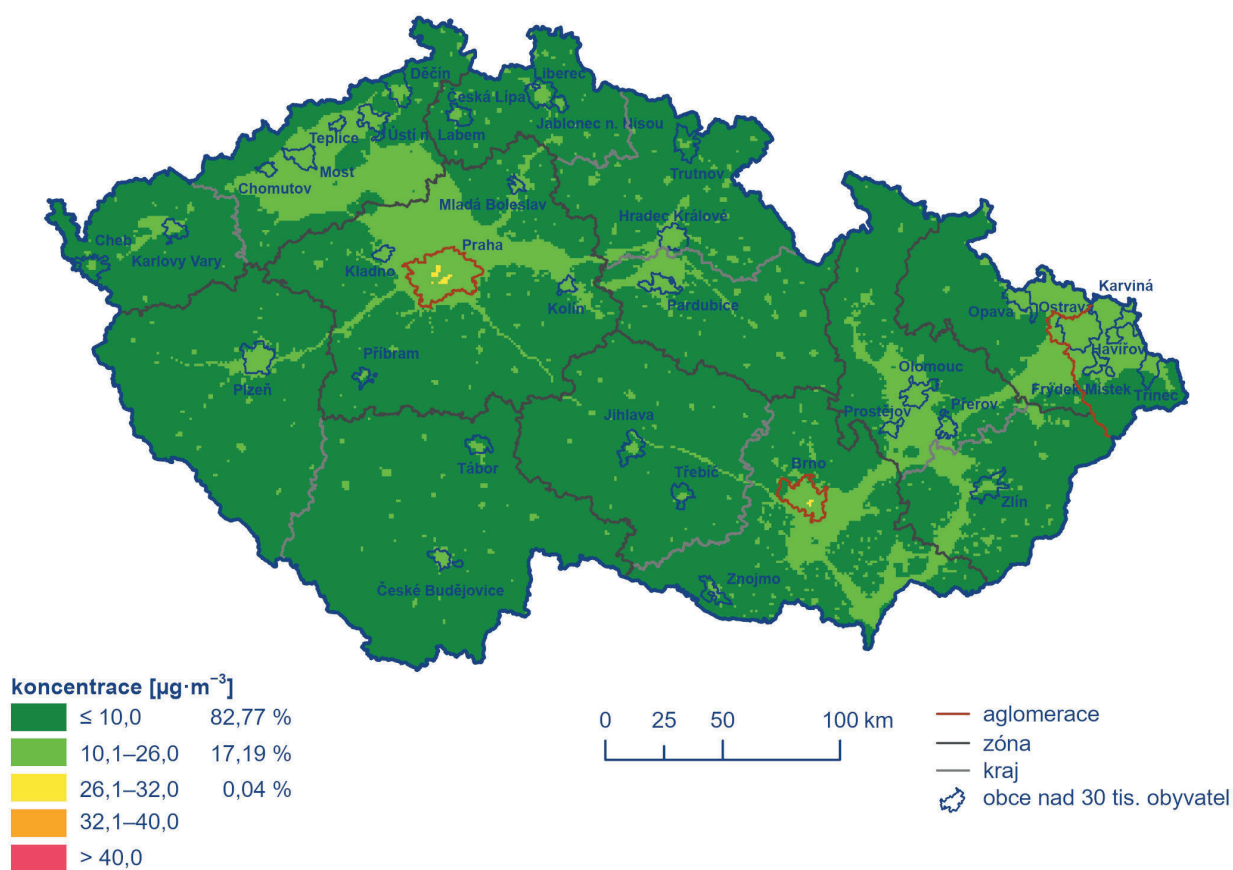 Děčín
Liberec
Česká Lípa
Jablonec n. Nisou
Teplice
Ústí n. Labem
Trutnov
Most
Chomutov
Mladá Boleslav
Hradec Králové
Cheb
Karlovy Vary
Praha
Kladno
Kolín
Pardubice
Karviná
Opava
Ostrava
Havířov
Příbram
Plzeň
Olomouc
Frýdek Místek
Třinec
Prostějov
Přerov
Jihlava
Tábor
Třebíč
Brno
Zlín
České Budějovice
Znojmo
koncentrace [µg·m⁻³]
≤ 10,0 82,77 %
10,1–26,0 17,19 %
26,1–32,0 0,04 %
32,1–40,0
> 40,0
0 25 50 100 km
aglomerace
zóna
kraj
obce nad 30 tis. obyvatel